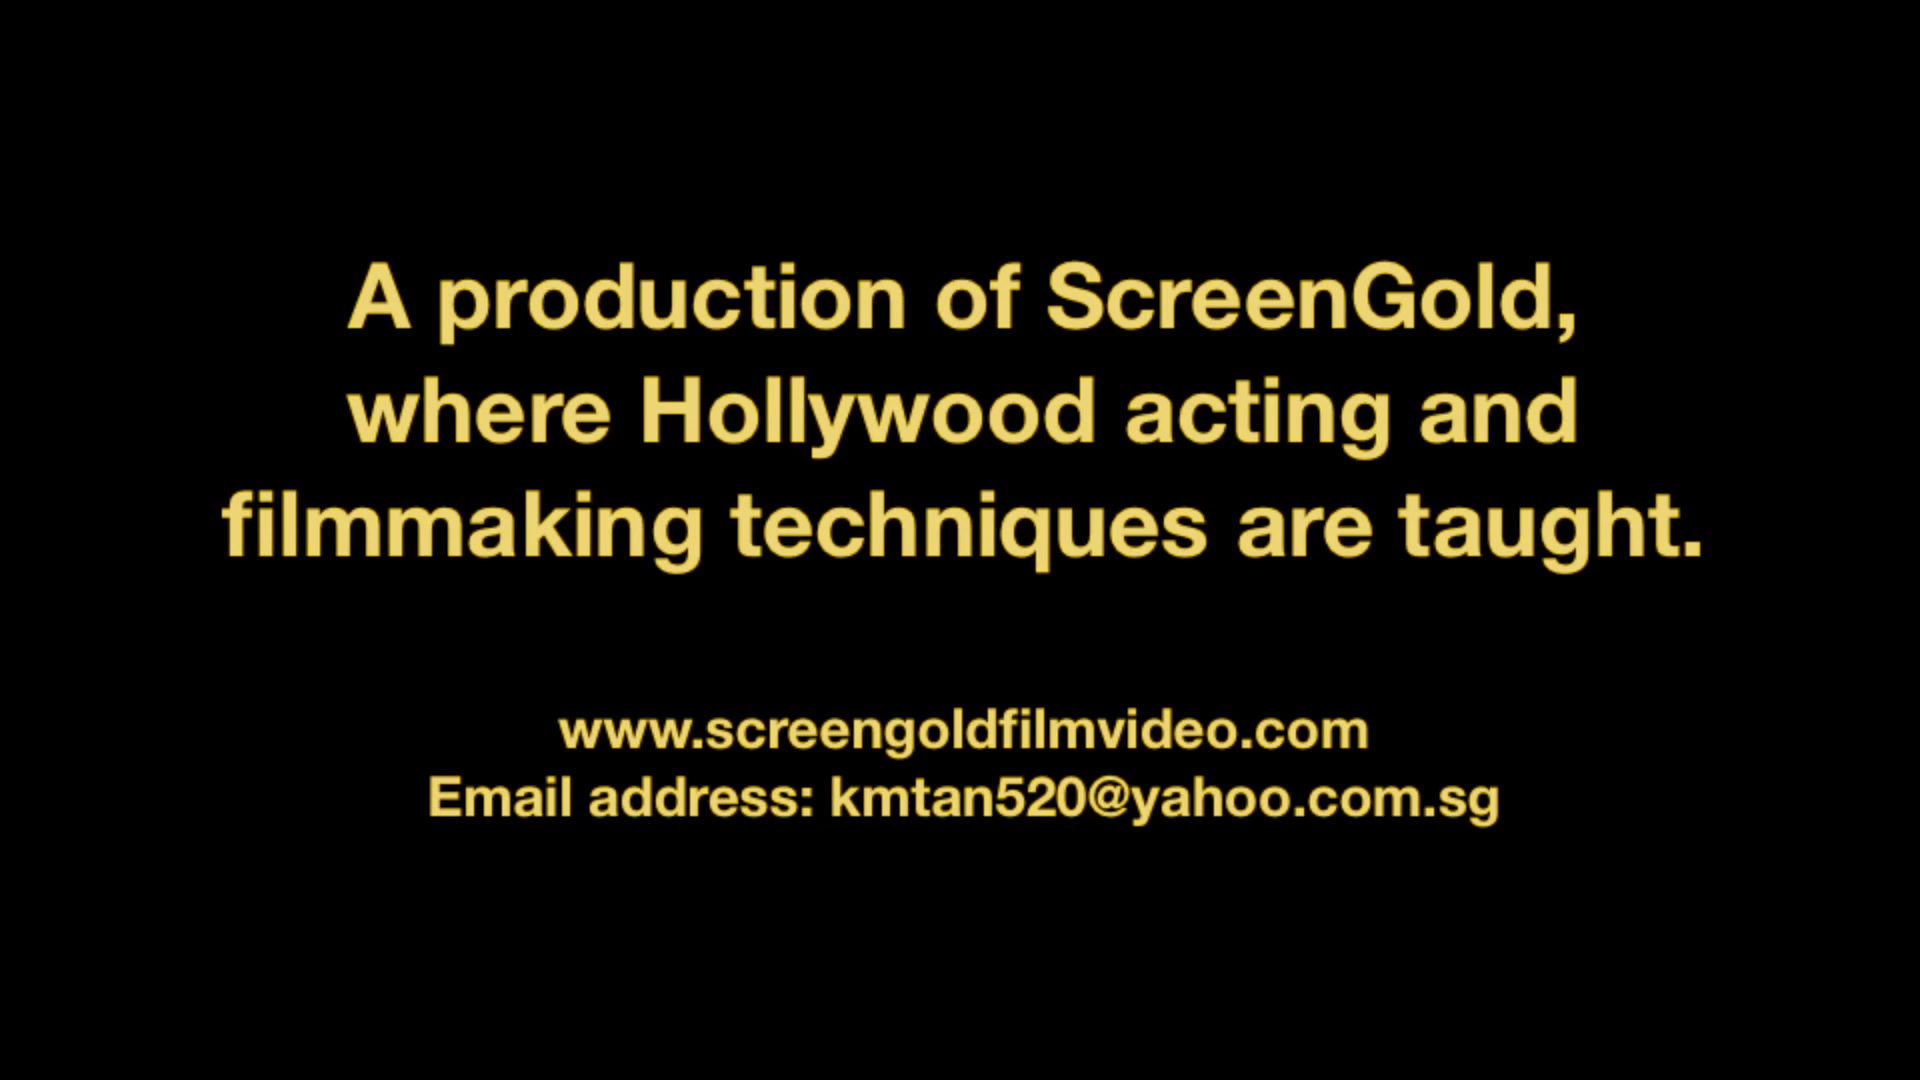 A production of ScreenGold,
where Hollywood acting and
filmmaking techniques are taught.
www.screengoldfilmvideo.com
Email address: kmtan520@yahoo.com.sg